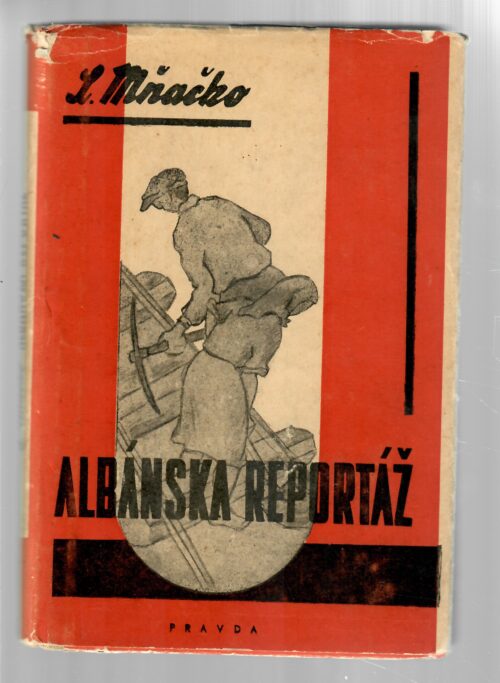 L. Mňačko
ALBÁNSKA REPORTÁŽ
PRAVDA